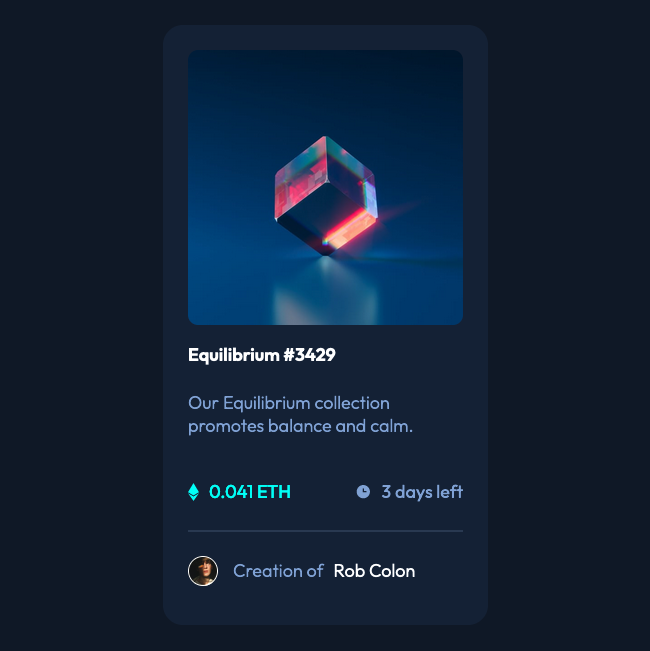 Equilibrium #3429
Our Equilibrium collection
promotes balance and calm.
0.041 ETH 3 days left
Creation of Rob Colon